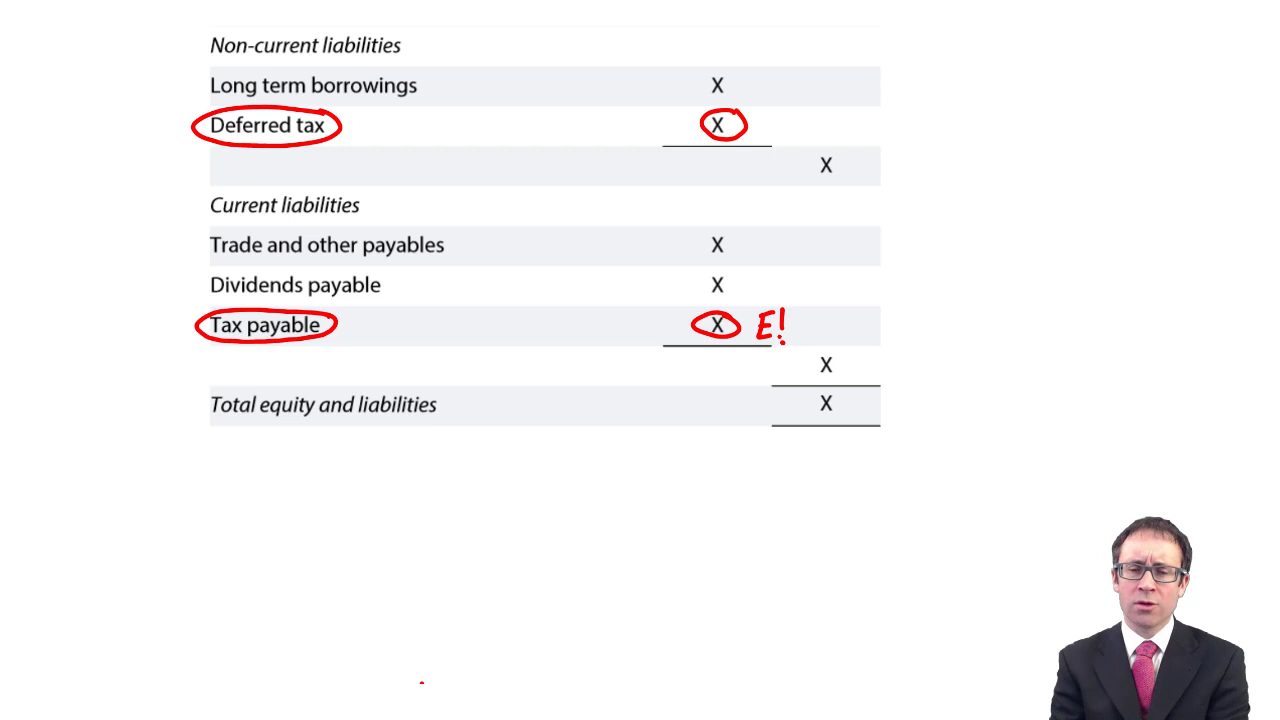 Non-current liabilities
Long term borrowings X
Deferred tax X
X
Current liabilities
Trade and other payables X
Dividends payable X
Tax payable X E!
X
Total equity and liabilities X